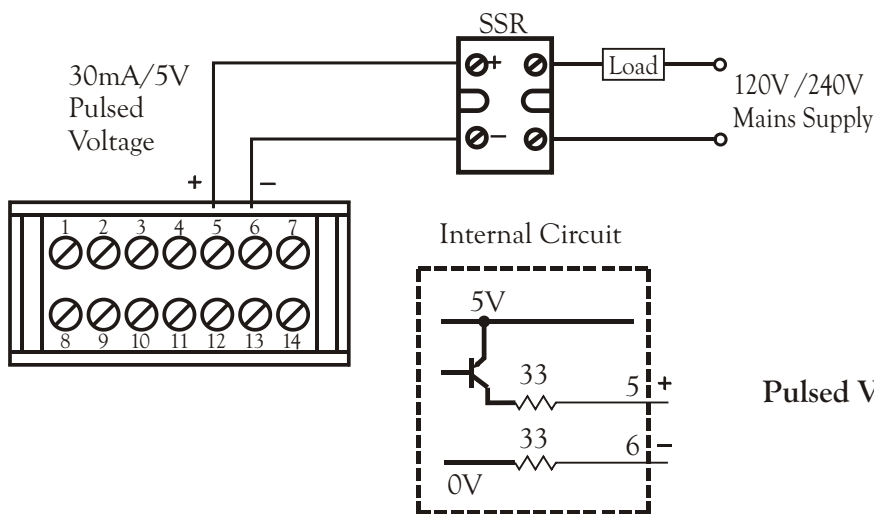 SSR
30mA/5V
Pulsed
Voltage
+
–
Load
120V /240V
Mains Supply
+ –
1 2 3 4 5 6 7
8 9 10 11 12 13 14
Internal Circuit
5V
33
5 +
33
6 –
0V
Pulsed V